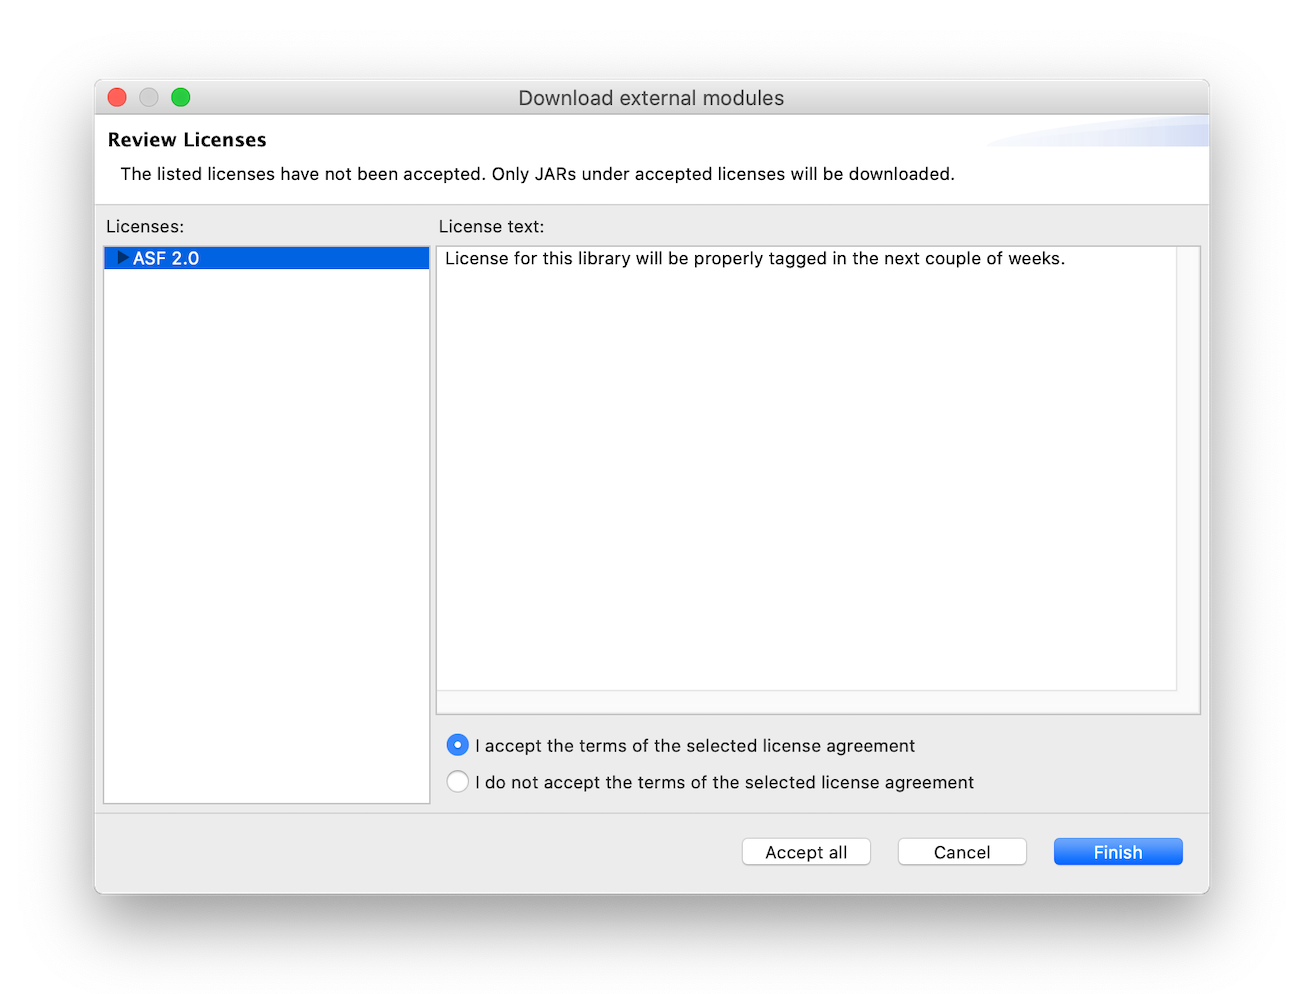 Download external modules
Review Licenses
The listed licenses have not been accepted. Only JARs under accepted licenses will be downloaded.
Licenses:
License text:
ASF 2.0
License for this library will be properly tagged in the next couple of weeks.
I accept the terms of the selected license agreement
I do not accept the terms of the selected license agreement
Accept all
Cancel
Finish